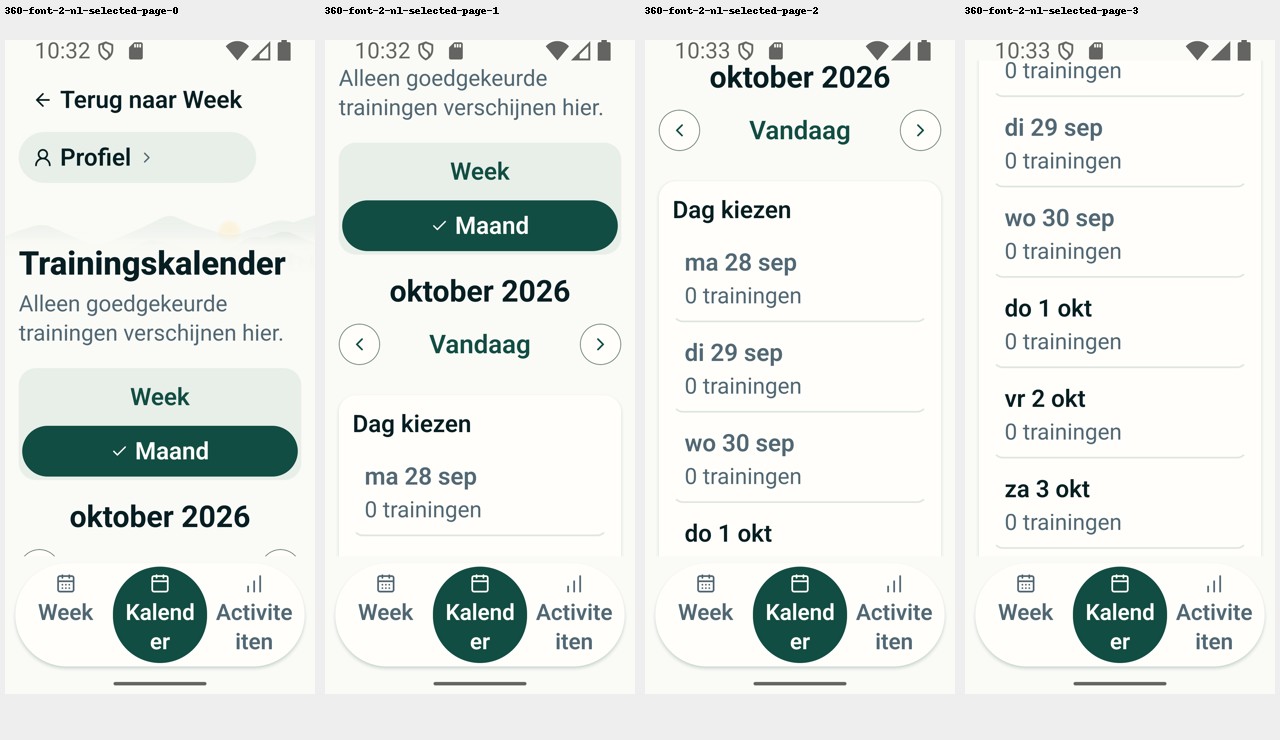 360-font-2-nl-selected-page-0
10:32
Terug naar Week
Profiel
Trainingskalender
Alleen goedgekeurde
trainingen verschijnen hier.
Week
Maand
oktober 2026
Week
Kalend
er
Activite
iten
360-font-2-nl-selected-page-1
10:32
Alleen goedgekeurde
trainingen verschijnen hier.
Week
Maand
oktober 2026
Vandaag
Dag kiezen
ma 28 sep
0 trainingen
Week
Kalend
er
Activite
iten
360-font-2-nl-selected-page-2
10:33
oktober 2026
Vandaag
Dag kiezen
ma 28 sep
0 trainingen
di 29 sep
0 trainingen
wo 30 sep
0 trainingen
do 1 okt
Week
Kalend
er
Activite
iten
360-font-2-nl-selected-page-3
10:33
0 trainingen
di 29 sep
0 trainingen
wo 30 sep
0 trainingen
do 1 okt
0 trainingen
vr 2 okt
0 trainingen
za 3 okt
0 trainingen
Week
Kalend
er
Activite
iten